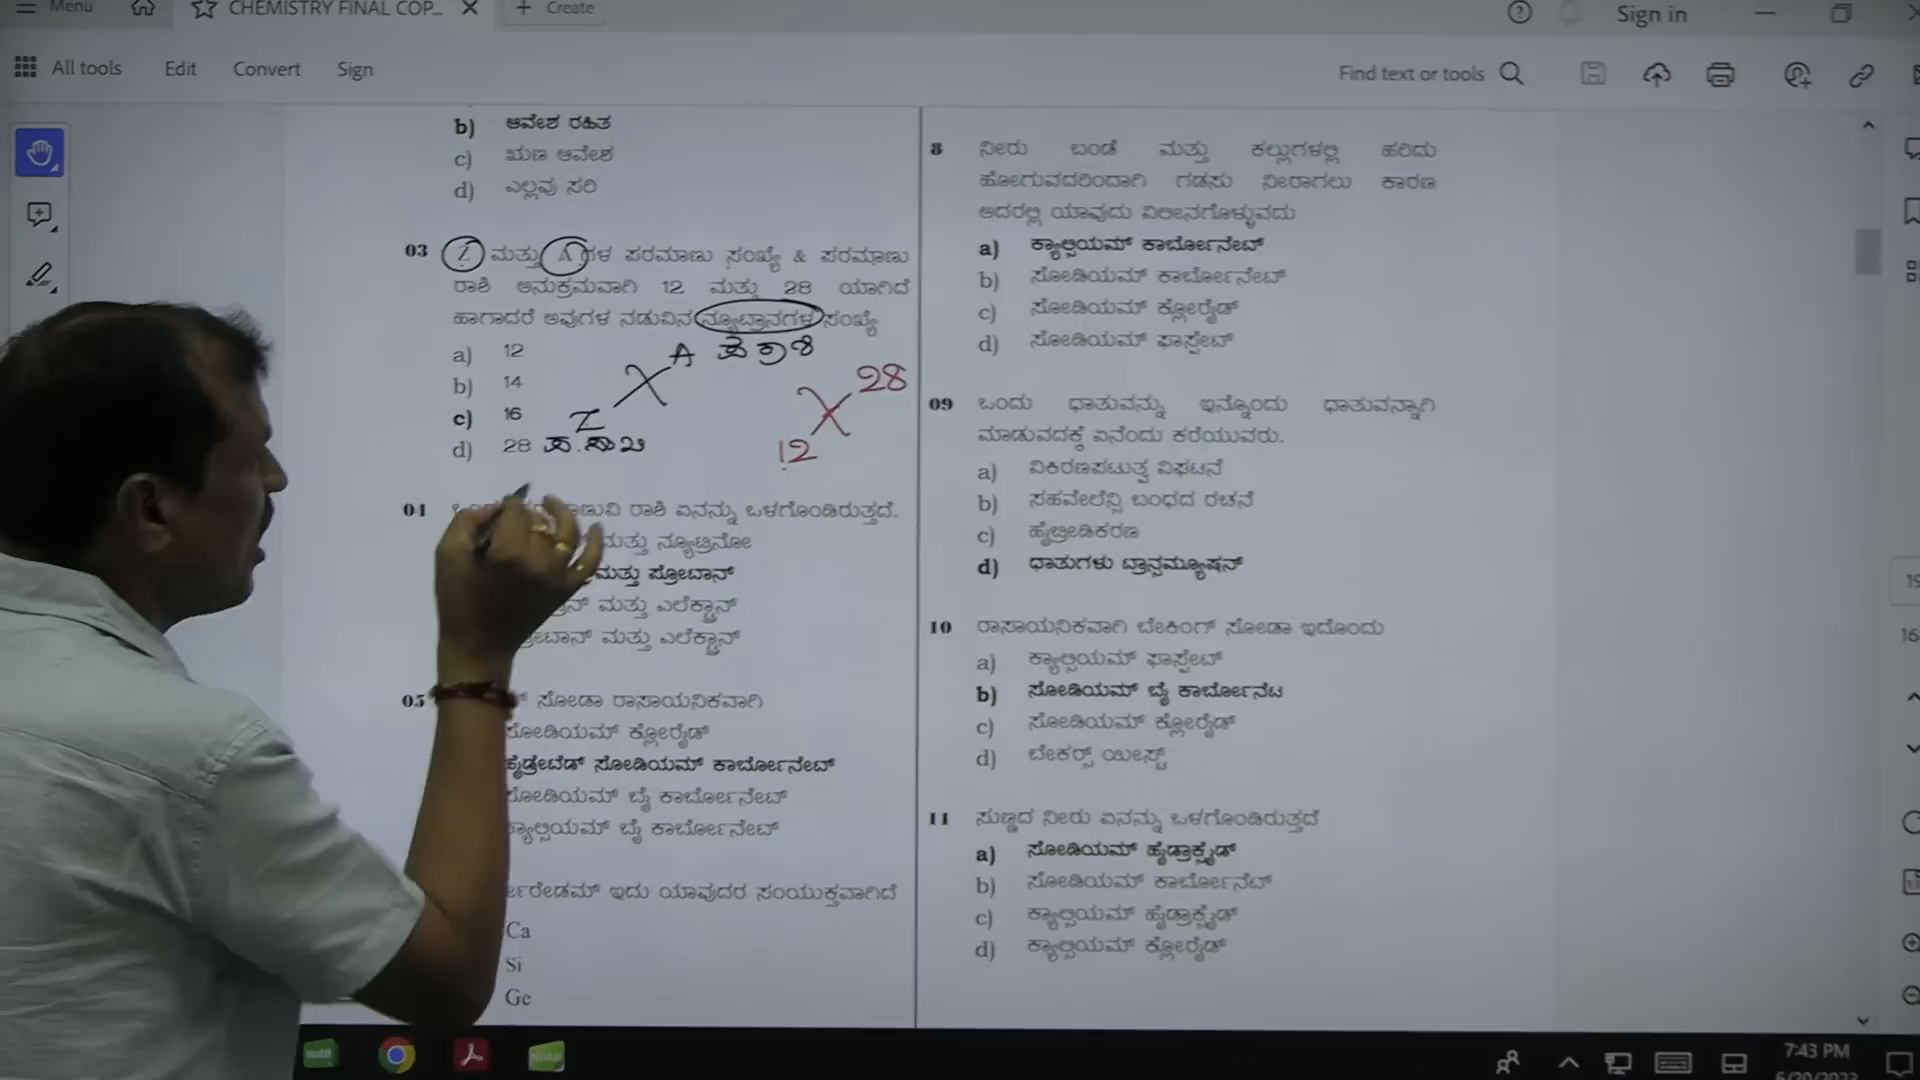 Menu
CHEMISTRY FINAL COP...
Create
Sign in
All tools
Edit
Convert
Sign
Find text or tools
b) ಆವೇಶ ರಹಿತ
c) ಋಣ ಆವೇಶ
d) ಎಲ್ಲವು ಸರಿ
03 Z ಮತ್ತು A ಗಳ ಪರಮಾಣು ಸಂಖ್ಯೆ & ಪರಮಾಣು
ರಾಶಿ ಅನುಕ್ರಮವಾಗಿ 12 ಮತ್ತು 28 ಯಾಗಿದೆ
ಹಾಗಾದರೆ ಅವುಗಳ ನಡುವಿನ ನ್ಯೂಟ್ರಾನಗಳ ಸಂಖ್ಯೆ
a) 12
b) 14
c) 16
d) 28
X A
Z
X 28
12
04 ರಾಶಿ ಏನನ್ನು ಒಳಗೊಂಡಿರುತ್ತದೆ.
ಮತ್ತು ನ್ಯೂಟ್ರಿನೋ
ಮತ್ತು ಪ್ರೋಟಾನ್
ಮತ್ತು ಎಲೆಕ್ಟ್ರಾನ್
ಮತ್ತು ಎಲೆಕ್ಟ್ರಾನ್
05 ಸೋಡಾ ರಾಸಾಯನಿಕವಾಗಿ
ಸೋಡಿಯಮ್ ಕ್ಲೋರೈಡ್
ಹೈಡ್ರೇಟೆಡ್ ಸೋಡಿಯಮ್ ಕಾರ್ಬೋನೇಟ್
ಸೋಡಿಯಮ್ ಬೈ ಕಾರ್ಬೋನೇಟ್
ಕ್ಯಾಲ್ಸಿಯಮ್ ಬೈ ಕಾರ್ಬೋನೇಟ್
ಇದು ಯಾವುದರ ಸಂಯುಕ್ತವಾಗಿದೆ
Ca
Si
Ge
8 ನೀರು ಬಂಡೆ ಮತ್ತು ಕಲ್ಲುಗಳಲ್ಲಿ ಹರಿದು
ಹೋಗುವದರಿಂದಾಗಿ ಗಡಸು ನೀರಾಗಲು ಕಾರಣ
ಅದರಲ್ಲಿ ಯಾವುದು ವಿಲೀನಗೊಳ್ಳುವದು
a) ಕ್ಯಾಲ್ಸಿಯಮ್ ಕಾರ್ಬೋನೇಟ್
b) ಸೋಡಿಯಮ್ ಕಾರ್ಬೋನೇಟ್
c) ಸೋಡಿಯಮ್ ಕ್ಲೋರೈಡ್
d) ಸೋಡಿಯಮ್ ಫಾಸ್ಫೇಟ್
09 ಒಂದು ಧಾತುವನ್ನು ಇನ್ನೊಂದು ಧಾತುವನ್ನಾಗಿ
ಮಾಡುವದಕ್ಕೆ ಏನೆಂದು ಕರೆಯುವರು.
a) ವಿಕಿರಣಪಟುತ್ವ ವಿಘಟನೆ
b) ಸಹವೇಲೆನ್ಸಿ ಬಂಧದ ರಚನೆ
c) ಹೈಬ್ರೀಡಿಕರಣ
d) ಧಾತುಗಳು ಟ್ರಾನ್ಸಮ್ಯೂಷನ್
10 ರಾಸಾಯನಿಕವಾಗಿ ಬೇಕಿಂಗ್ ಸೋಡಾ ಇದೊಂದು
a) ಕ್ಯಾಲ್ಸಿಯಮ್ ಫಾಸ್ಫೇಟ್
b) ಸೋಡಿಯಮ್ ಬೈ ಕಾರ್ಬೋನೆಟ
c) ಸೋಡಿಯಮ್ ಕ್ಲೋರೈಡ್
d) ಬೇಕರ್‍ಸ್ ಯೀಸ್ಟ್
11 ಸುಣ್ಣದ ನೀರು ಏನನ್ನು ಒಳಗೊಂಡಿರುತ್ತದೆ
a) ಸೋಡಿಯಮ್ ಹೈಡ್ರಾಕ್ಸೈಡ್
b) ಸೋಡಿಯಮ್ ಕಾರ್ಬೋನೆಟ್
c) ಕ್ಯಾಲ್ಸಿಯಮ್ ಹೈಡ್ರಾಕ್ಸೈಡ್
d) ಕ್ಯಾಲ್ಸಿಯಮ್ ಕ್ಲೋರೈಡ್
7:43 PM